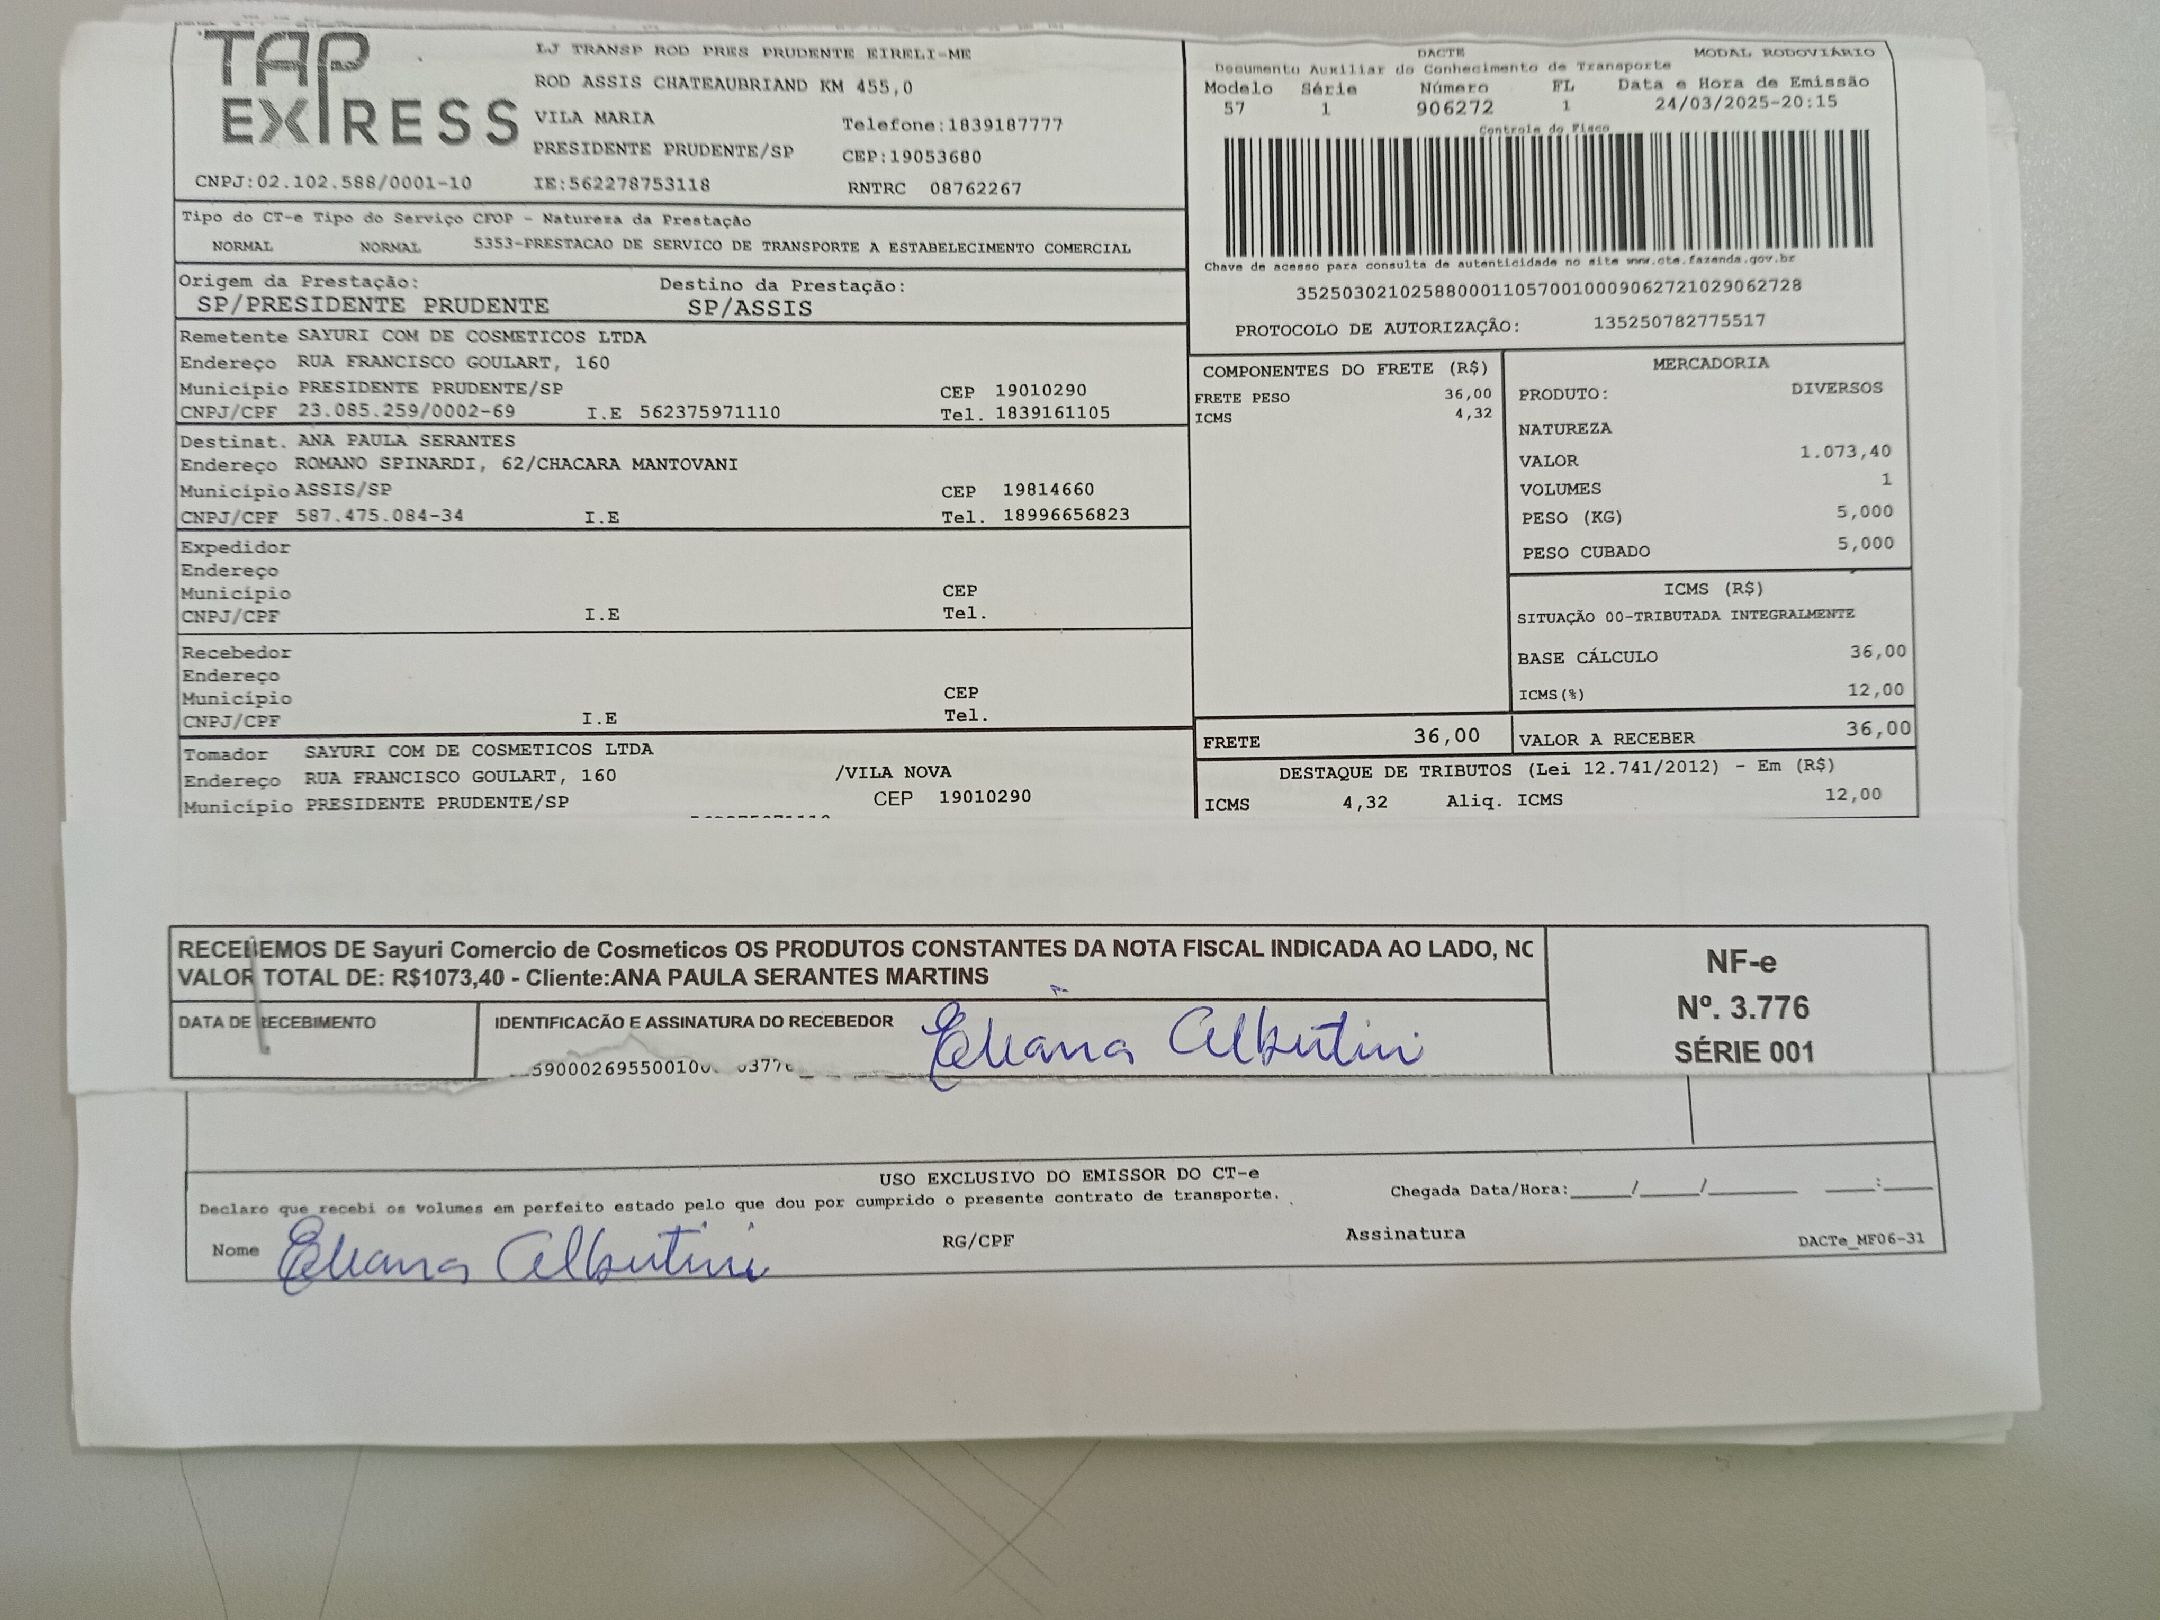 TAP EXPRESS
LJ TRANSP ROD PRES PRUDENTE EIRELI-ME
ROD ASSIS CHATEAUBRIAND KM 455,0
VILA MARIA Telefone:1839187777
PRESIDENTE PRUDENTE/SP CEP:19053680
CNPJ:02.102.588/0001-10 IE:562278753118 RNTRC 08762267
DACTE MODAL RODOVIÁRIO
Documento Auxiliar do Conhecimento de Transporte
Modelo Série Número FL Data e Hora de Emissão
57 1 906272 1 24/03/2025-20:15
Controle do Fisco
Chave de acesso para consulta de autenticidade no site www.cte.fazenda.gov.br
35250302102588000110570010009062721029062728
PROTOCOLO DE AUTORIZAÇÃO: 135250782775517
Tipo do CT-e Tipo do Serviço CFOP - Natureza da Prestação
NORMAL NORMAL 5353-PRESTACAO DE SERVICO DE TRANSPORTE A ESTABELECIMENTO COMERCIAL
Origem da Prestação: Destino da Prestação:
SP/PRESIDENTE PRUDENTE SP/ASSIS
Remetente SAYURI COM DE COSMETICOS LTDA
Endereço RUA FRANCISCO GOULART, 160
Município PRESIDENTE PRUDENTE/SP CEP 19010290
CNPJ/CPF 23.085.259/0002-69 I.E 562375971110 Tel. 1839161105
Destinat. ANA PAULA SERANTES
Endereço ROMANO SPINARDI, 62/CHACARA MANTOVANI
Município ASSIS/SP CEP 19814660
CNPJ/CPF 587.475.084-34 I.E Tel. 18996656823
Expedidor
Endereço
Município CEP
CNPJ/CPF I.E Tel.
Recebedor
Endereço
Município CEP
CNPJ/CPF I.E Tel.
Tomador SAYURI COM DE COSMETICOS LTDA
Endereço RUA FRANCISCO GOULART, 160 /VILA NOVA
Município PRESIDENTE PRUDENTE/SP CEP 19010290
COMPONENTES DO FRETE (R$)
FRETE PESO 36,00
ICMS 4,32
MERCADORIA
PRODUTO: DIVERSOS
NATUREZA
VALOR 1.073,40
VOLUMES 1
PESO (KG) 5,000
PESO CUBADO 5,000
ICMS (R$)
SITUAÇÃO 00-TRIBUTADA INTEGRALMENTE
BASE CÁLCULO 36,00
ICMS(%) 12,00
FRETE 36,00 VALOR A RECEBER 36,00
DESTAQUE DE TRIBUTOS (Lei 12.741/2012) - Em (R$)
ICMS 4,32 Aliq. ICMS 12,00
RECEBEMOS DE Sayuri Comercio de Cosmeticos OS PRODUTOS CONSTANTES DA NOTA FISCAL INDICADA AO LADO, NO
VALOR TOTAL DE: R$1073,40 - Cliente:ANA PAULA SERANTES MARTINS
DATA DE RECEBIMENTO IDENTIFICACÃO E ASSINATURA DO RECEBEDOR Eliana Albertini
NF-e
Nº. 3.776
SÉRIE 001
USO EXCLUSIVO DO EMISSOR DO CT-e
Declaro que recebi os volumes em perfeito estado pelo que dou por cumprido o presente contrato de transporte. Chegada Data/Hora:_____/_____/_______ ____:____
Nome Eliana Albertini RG/CPF Assinatura DACTe_MF06-31